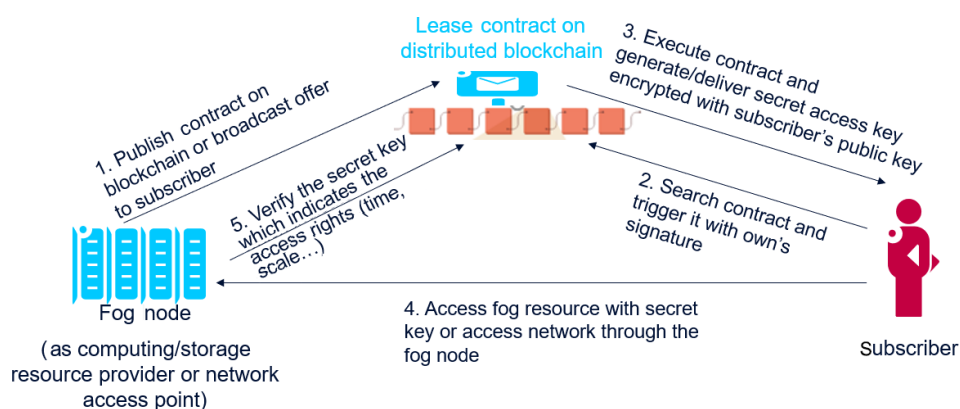 Lease contract on
distributed blockchain
1. Publish contract on
blockchain or broadcast offer
to subscriber
3. Execute contract and
generate/deliver secret access key
encrypted with subscriber's public key
5. Verify the secret key
which indicates the
access rights (time,
scale...)
2. Search contract and
trigger it with own's
signature
Fog node
(as computing/storage
resource provider or network
access point)
4. Access fog resource with secret
key or access network through the
fog node
Subscriber